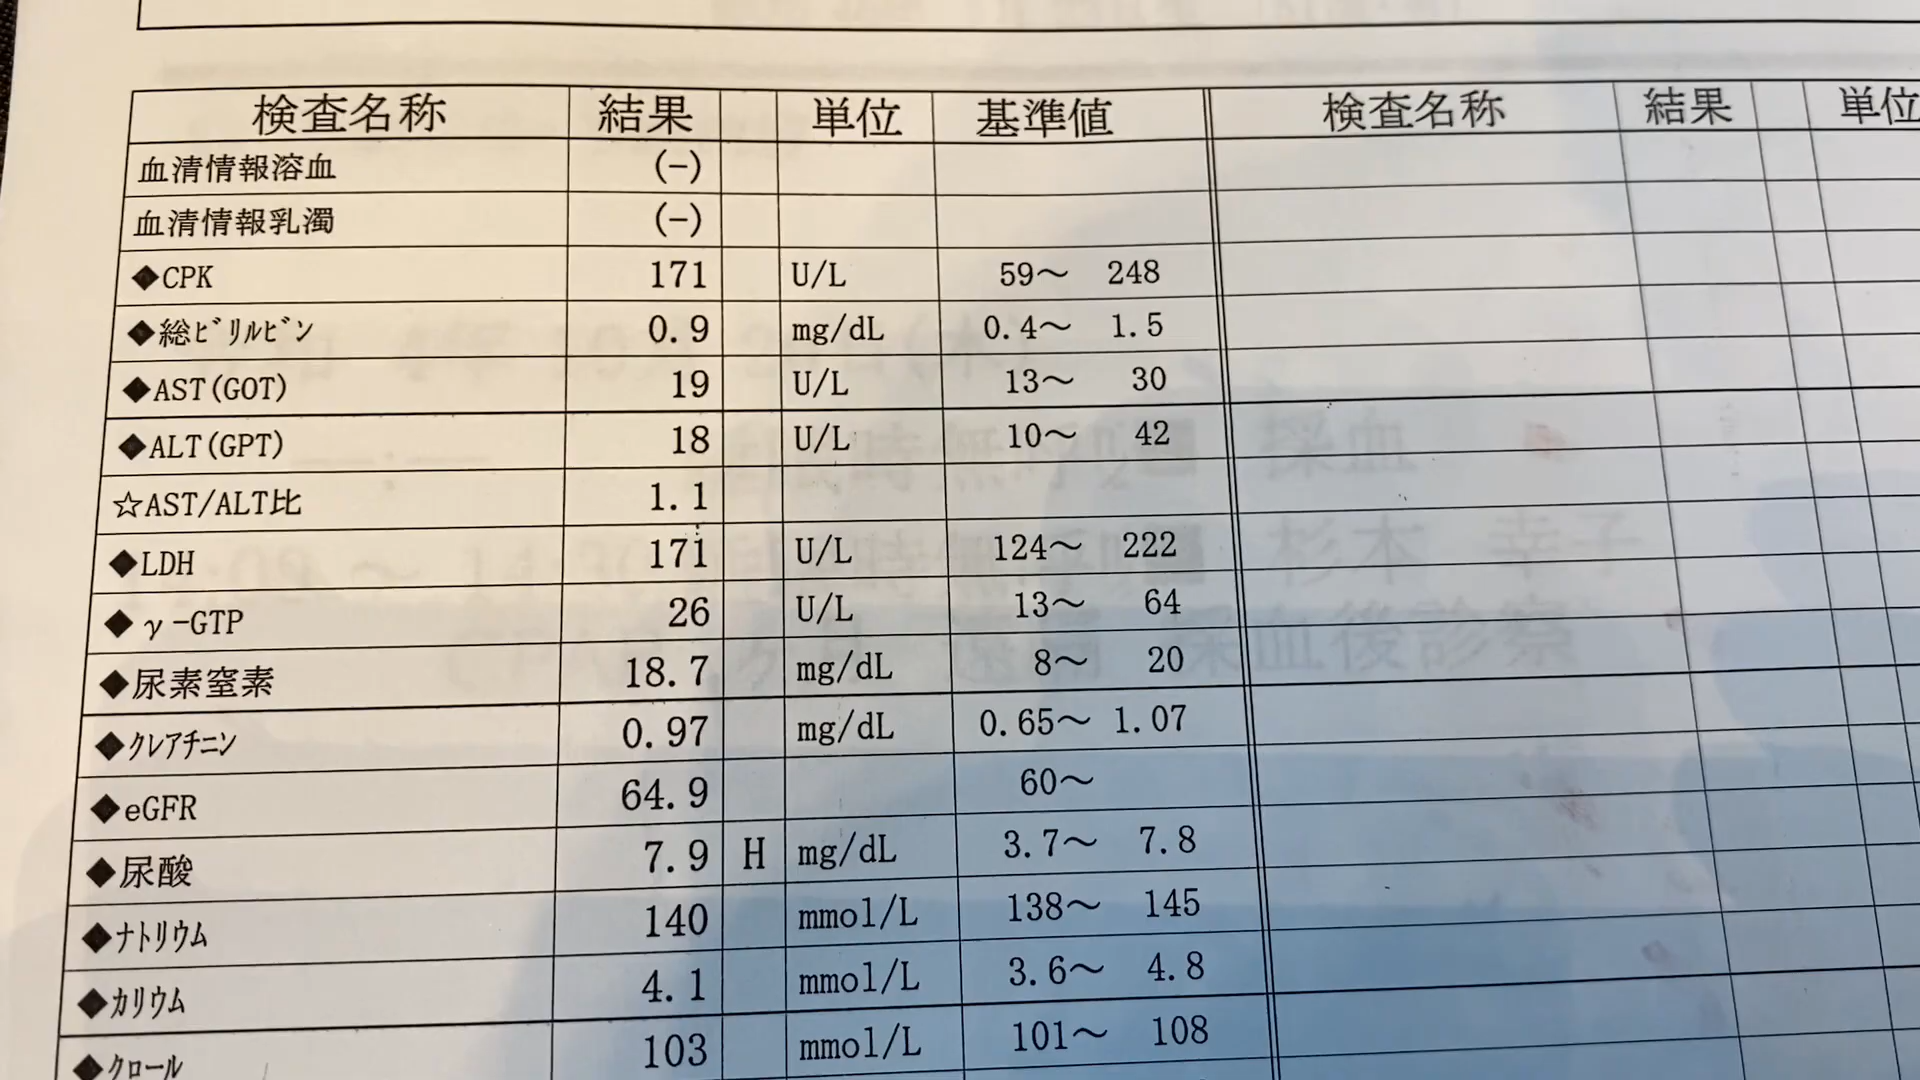 検査名称 結果 単位 基準値 検査名称 結果 単位
血清情報溶血 (-)
血清情報乳濁 (-)
◆CPK 171 U/L 59〜 248
◆総ﾋﾞﾘﾙﾋﾞﾝ 0.9 mg/dL 0.4〜 1.5
◆AST(GOT) 19 U/L 13〜 30
◆ALT(GPT) 18 U/L 10〜 42
☆AST/ALT比 1.1
◆LDH 171 U/L 124〜 222
◆γ-GTP 26 U/L 13〜 64
◆尿素窒素 18.7 mg/dL 8〜 20
◆ｸﾚｱﾁﾆﾝ 0.97 mg/dL 0.65〜 1.07
◆eGFR 64.9 60〜
◆尿酸 7.9 H mg/dL 3.7〜 7.8
◆ﾅﾄﾘｳﾑ 140 mmol/L 138〜 145
◆ｶﾘｳﾑ 4.1 mmol/L 3.6〜 4.8
◆ｸﾛｰﾙ 103 mmol/L 101〜 108